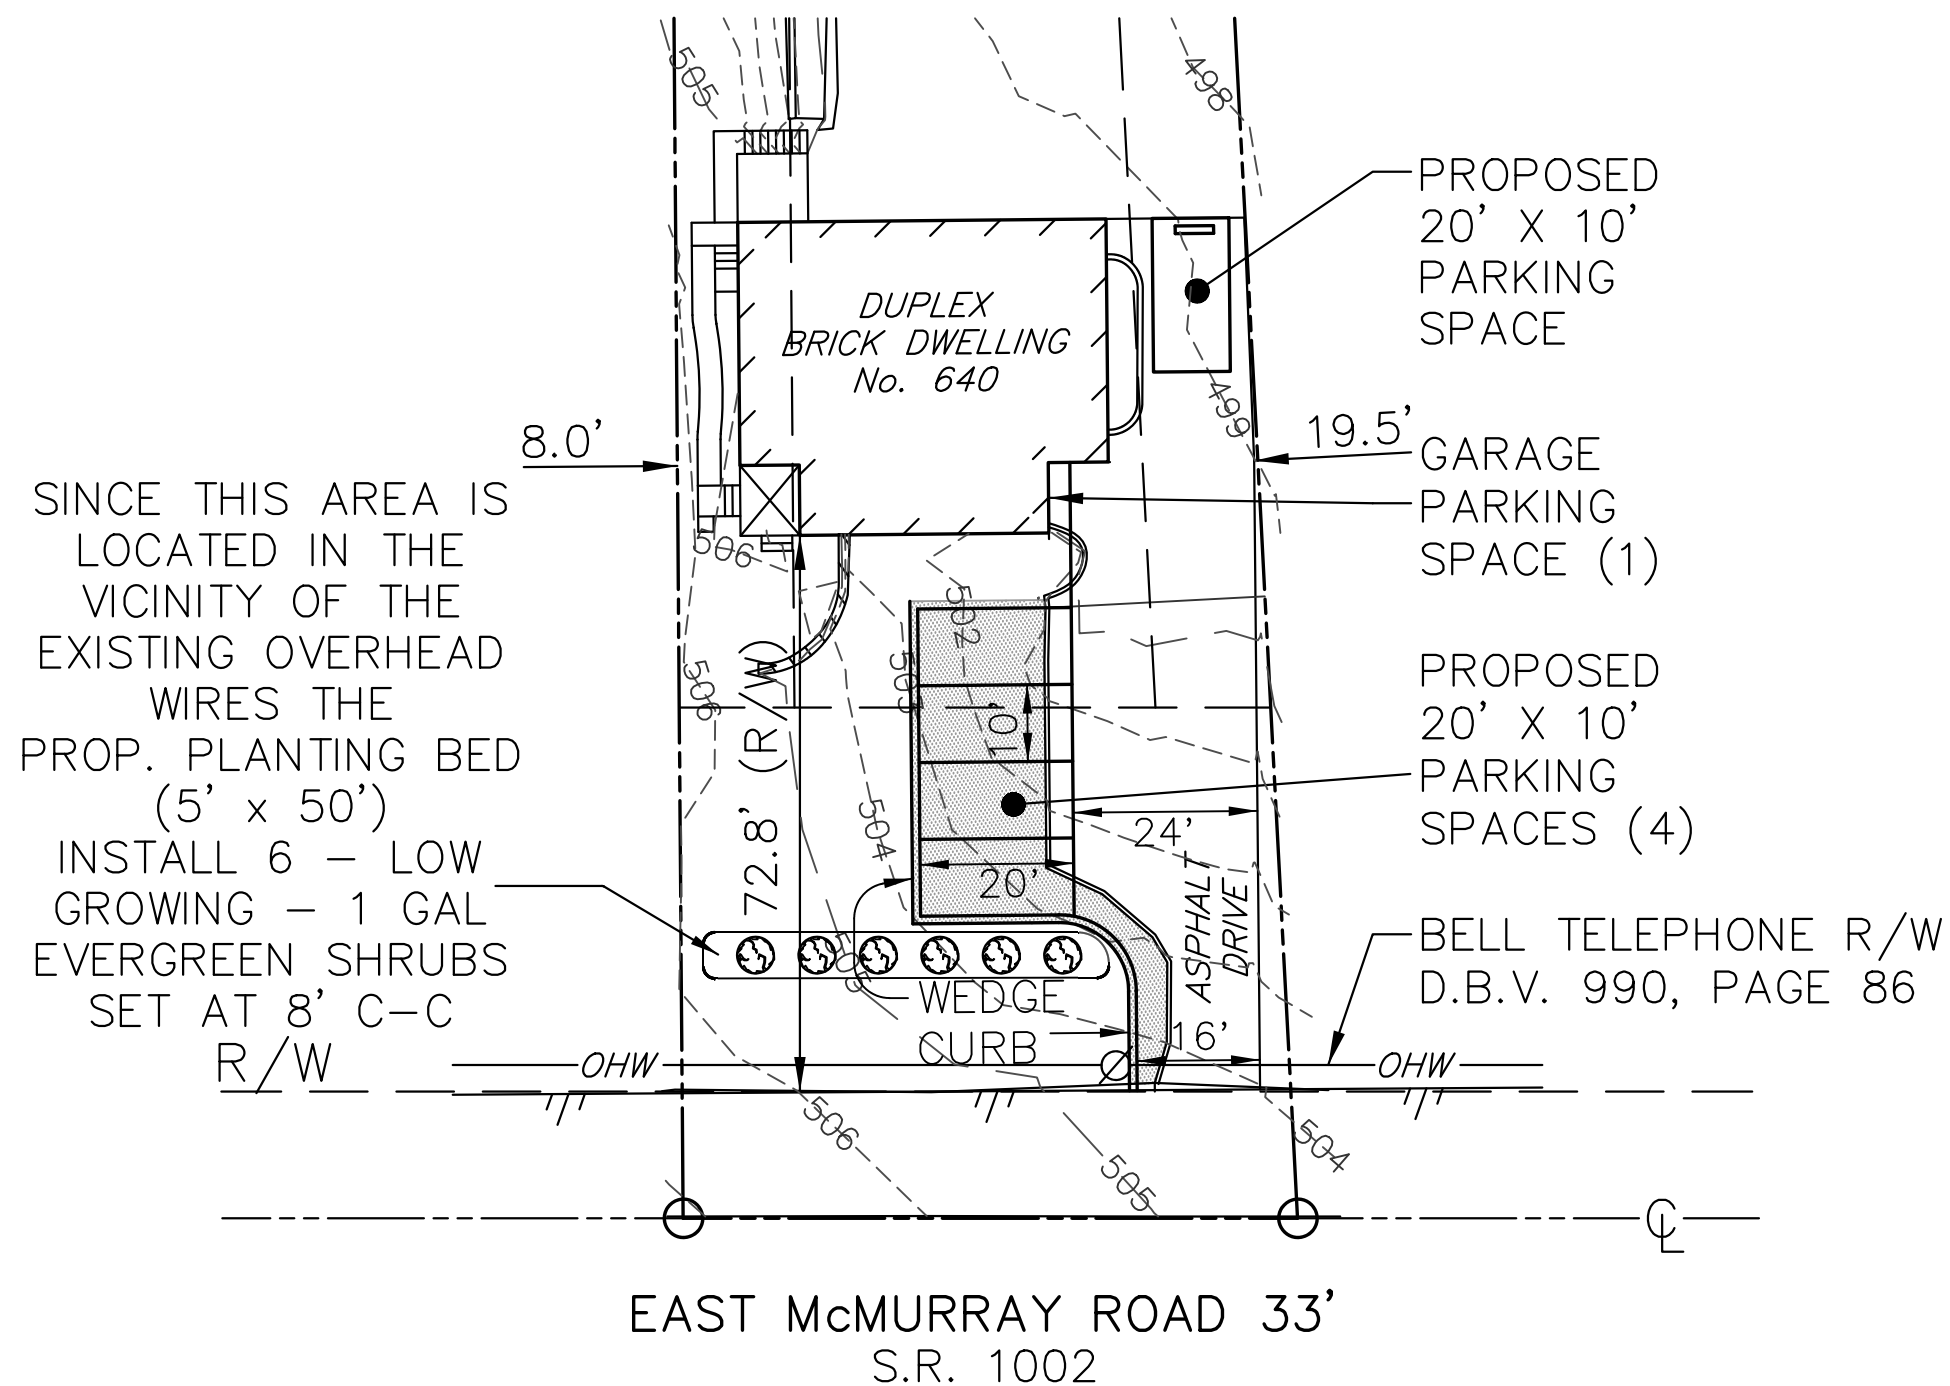 505
498
PROPOSED
20' X 10'
PARKING
SPACE
DUPLEX
BRICK DWELLING
No. 640
499
8.0'
19.5'
GARAGE
PARKING
SPACE (1)
SINCE THIS AREA IS
LOCATED IN THE
VICINITY OF THE
EXISTING OVERHEAD
WIRES THE
PROP. PLANTING BED
(5' x 50')
INSTALL 6 – LOW
GROWING – 1 GAL
EVERGREEN SHRUBS
SET AT 8' C–C
506
502
503
506
72.8' (R/W)
10'
PROPOSED
20' X 10'
PARKING
SPACES (4)
504
24'
20'
ASPHALT
DRIVE
505
BELL TELEPHONE R/W
D.B.V. 990, PAGE 86
WEDGE
CURB
16'
R/W
OHW
OHW
506
505
504
CL
EAST McMURRAY ROAD 33'
S.R. 1002